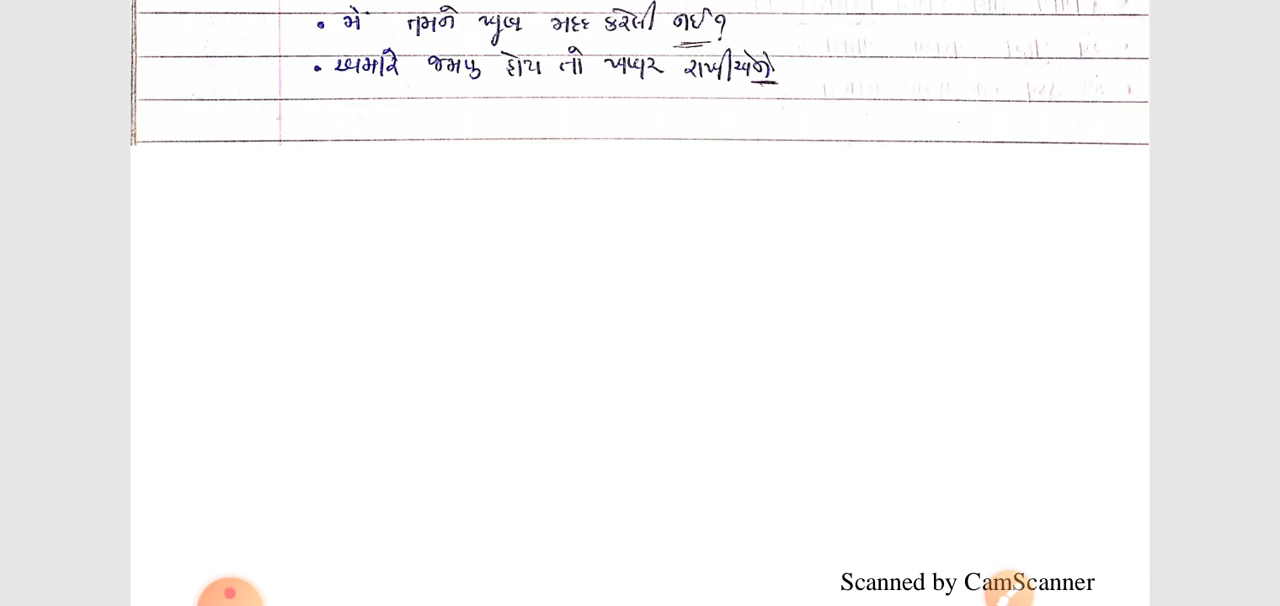 • મેં તમને ખુબ મદદ કરેલી નઈ?
• અમારે જમવુ હોય તો ખબર રાખીયેજો
Scanned by CamScanner